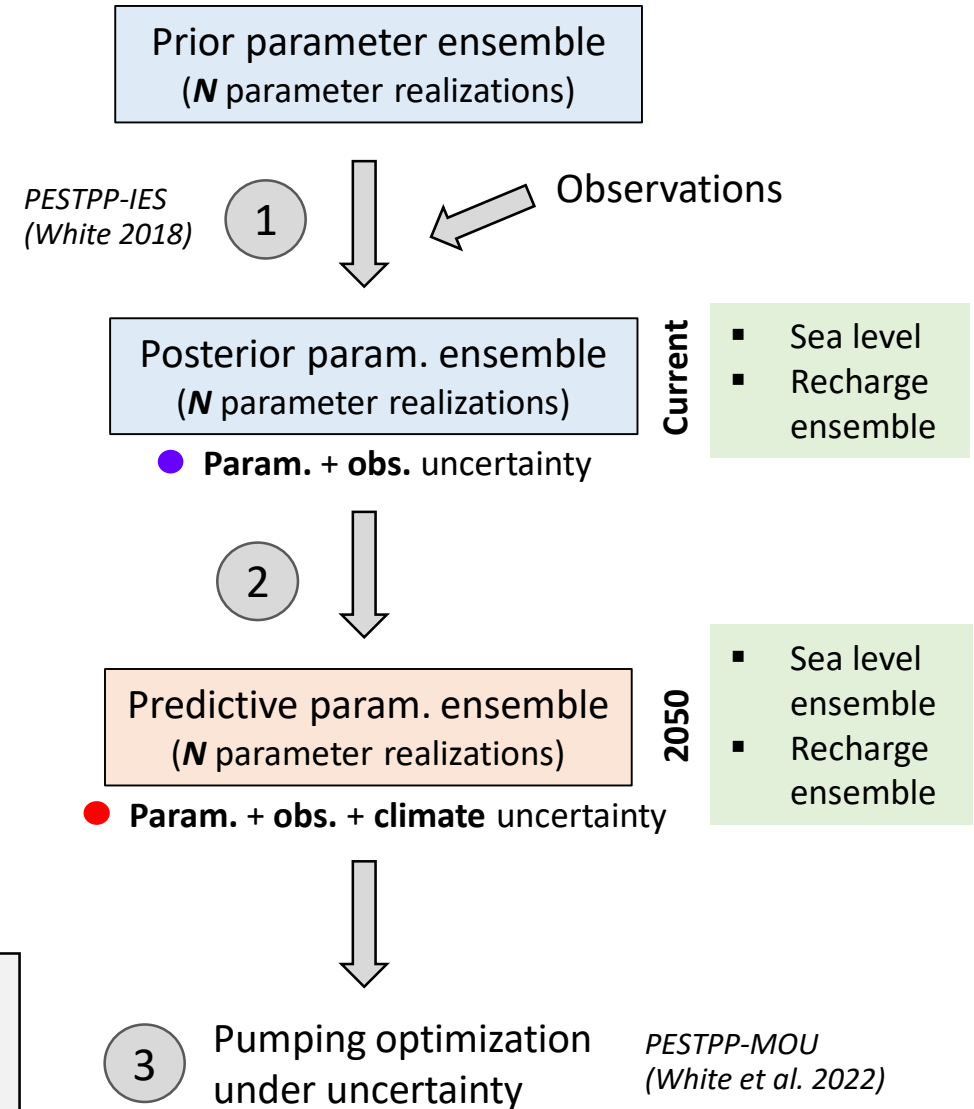 Prior parameter ensemble
(N parameter realizations)
PESTPP-IES
(White 2018)
1
Observations
Posterior param. ensemble
(N parameter realizations)
Current
▪ Sea level
▪ Recharge
ensemble
Param. + obs. uncertainty
2
Predictive param. ensemble
(N parameter realizations)
2050
▪ Sea level
ensemble
▪ Recharge
ensemble
Param. + obs. + climate uncertainty
3
Pumping optimization
under uncertainty
PESTPP-MOU
(White et al. 2022)